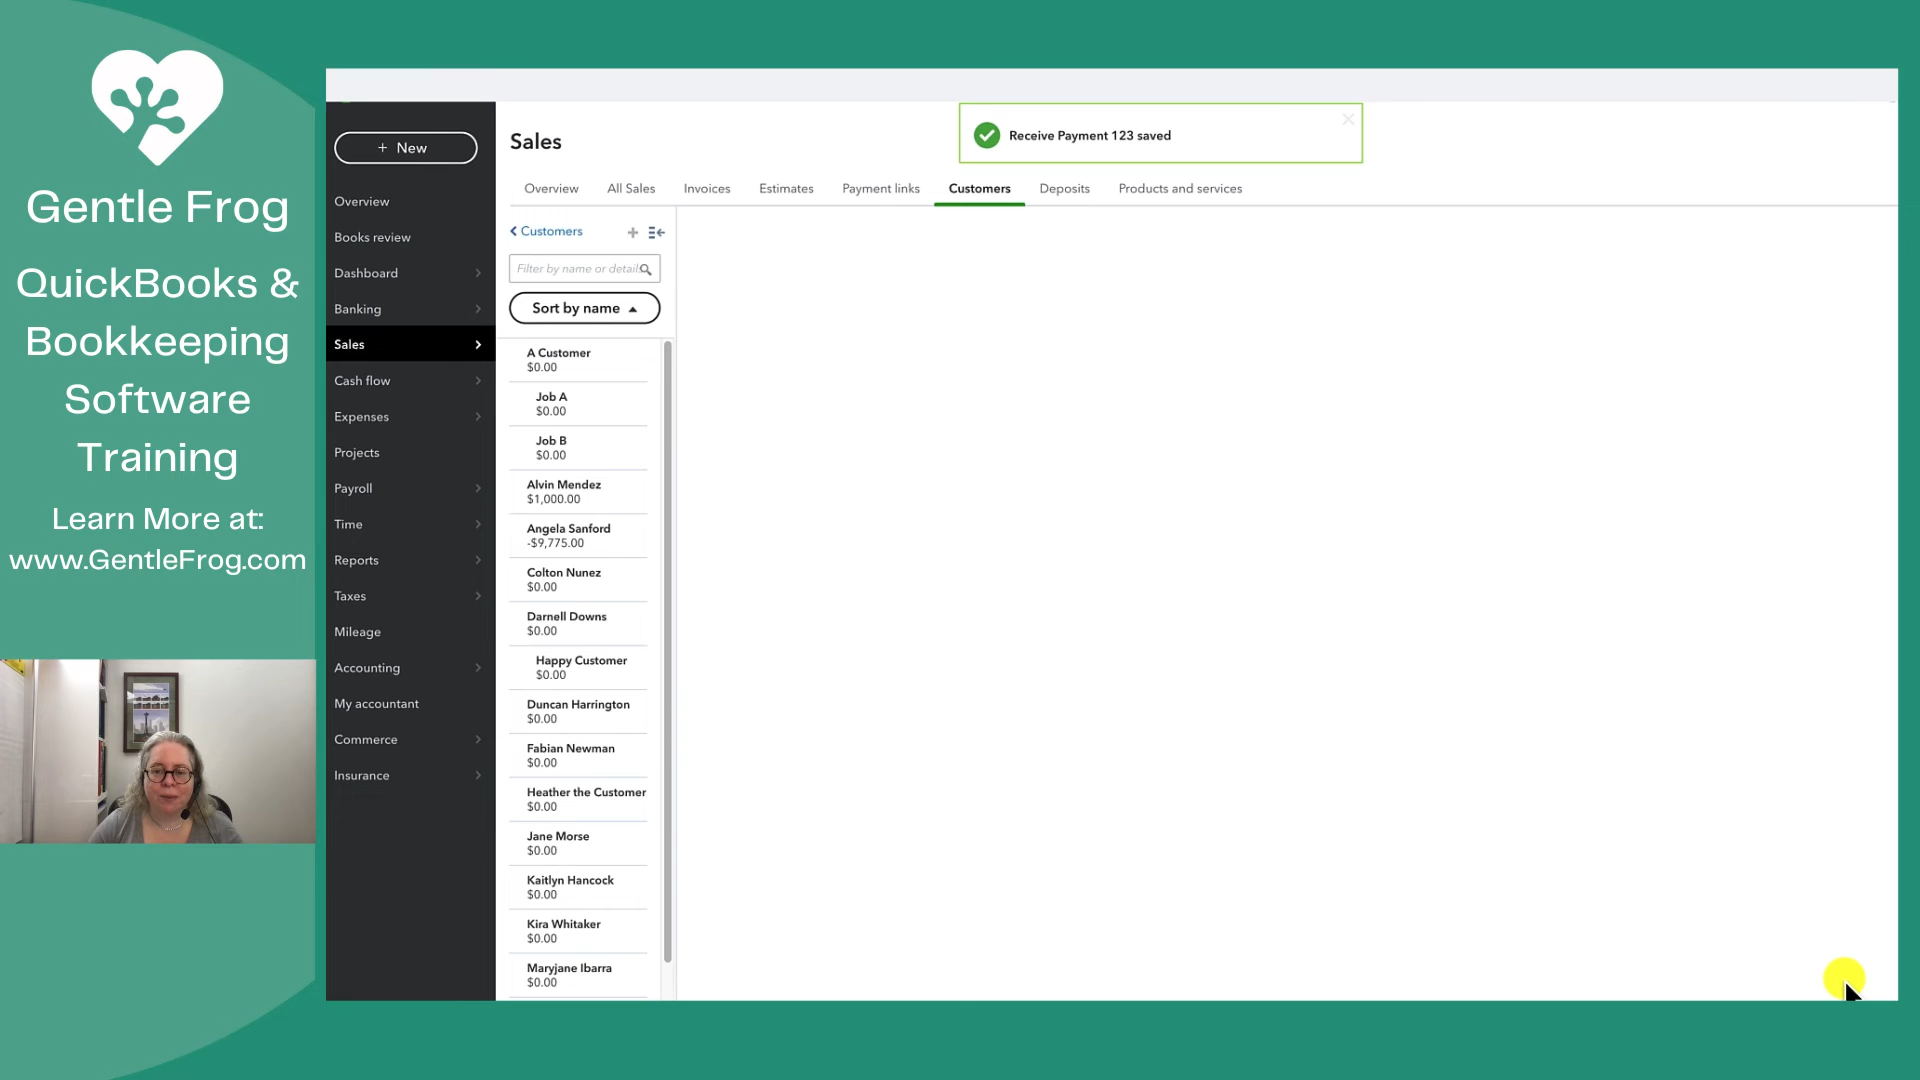 Gentle Frog
QuickBooks &
Bookkeeping
Software
Training
Learn More at:
www.GentleFrog.com
+ New
Overview
Books review
Dashboard
Banking
Sales
Cash flow
Expenses
Projects
Payroll
Time
Reports
Taxes
Mileage
Accounting
My accountant
Commerce
Insurance
Sales
Receive Payment 123 saved
Overview
All Sales
Invoices
Estimates
Payment links
Customers
Deposits
Products and services
Customers
Filter by name or detail
Sort by name
A Customer
$0.00
Job A
$0.00
Job B
$0.00
Alvin Mendez
$1,000.00
Angela Sanford
-$9,775.00
Colton Nunez
$0.00
Darnell Downs
$0.00
Happy Customer
$0.00
Duncan Harrington
$0.00
Fabian Newman
$0.00
Heather the Customer
$0.00
Jane Morse
$0.00
Kaitlyn Hancock
$0.00
Kira Whitaker
$0.00
Maryjane Ibarra
$0.00